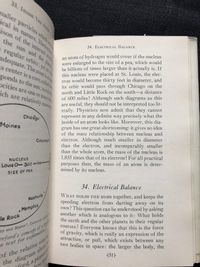 34. ELECTRICAL BALANCE
an atom of hydrogen would cover if the nucleus
were enlarged to the size of a pea, which would
be billions of times larger than it actually is. If
this nucleus were placed at St. Louis, the elec-
tron would become thirty feet in diameter, and
its orbit would pass through Chicago on the
north and Little Rock on the south—a distance
of 600 miles! Although such diagrams as this
are useful, they should not be interpreted too lit-
erally. Physicists now admit that they cannot
represent in any definite way precisely what the
inside of an atom looks like. Moreover, this dia-
gram has one great shortcoming: it gives no idea
of the mass relationship between nucleus and
electron. Although much smaller in diameter
than the electron, and incomparably smaller
than the whole atom, the mass of the nucleus is
1,835 times that of its electron! For all practical
purposes then, the mass of an atom is deter-
mined by its nucleus.
34. Electrical Balance
WHAT HOLDS THE atom together, and keeps the
speeding electron from darting away on its
own? This question can be understood by asking
another which is analogous to it: What holds
the earth and the other planets in their regular
courses? Everyone knows that this is the force
of gravity, which is really an expression of the
attraction, or pull, which exists between any
two bodies in space: the larger the body, the
(51)
Chicago
Moines
NUCLEUS
SIZE OF PEA
Memphis
Rock